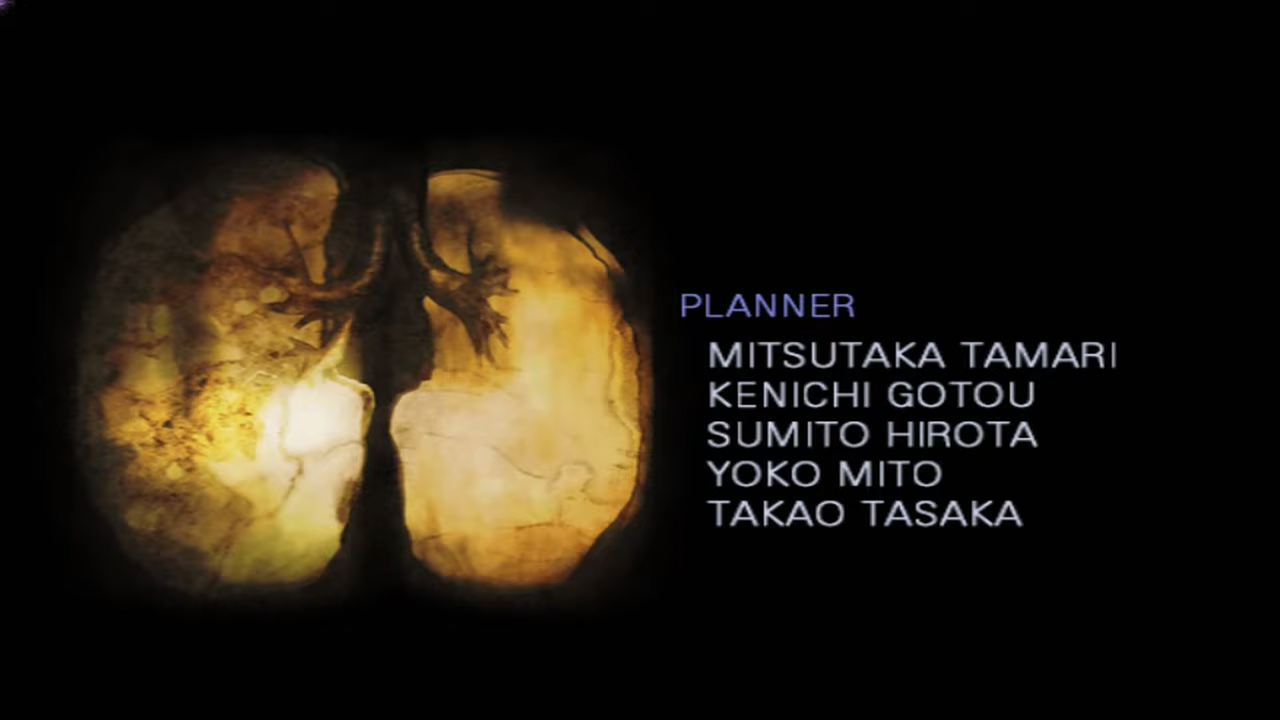 PLANNER
MITSUTAKA TAMARI
KENICHI GOTOU
SUMITO HIROTA
YOKO MITO
TAKAO TASAKA